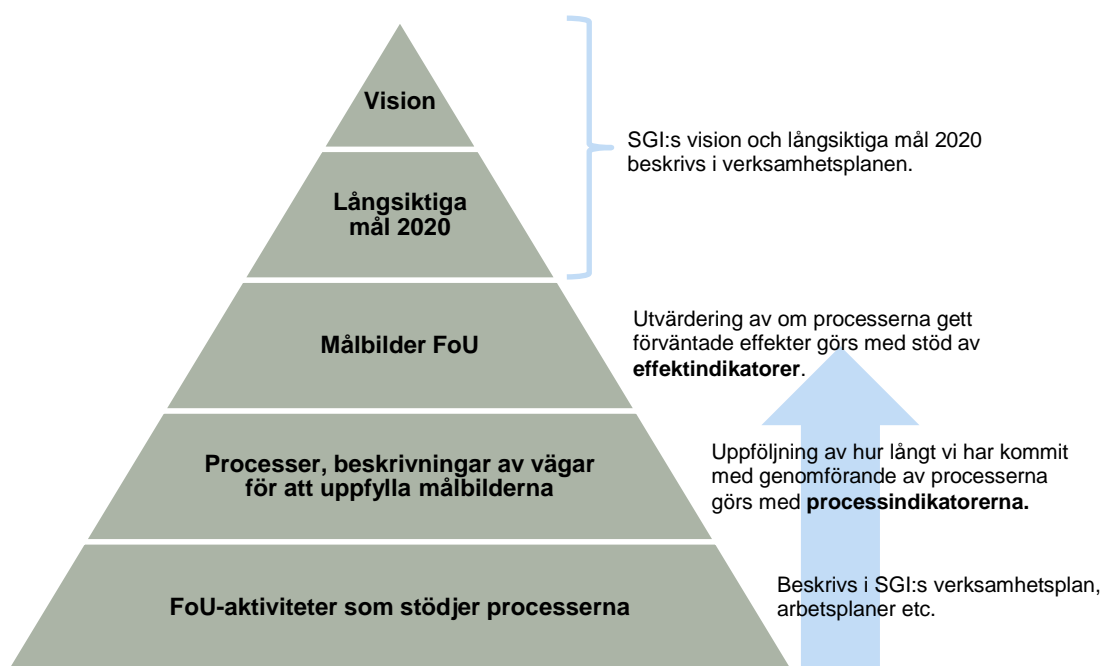 Vision
SGI:s vision och långsiktiga mål 2020
beskrivs i verksamhetsplanen.
Långsiktiga
mål 2020
Målbilder FoU
Utvärdering av om processerna gett
förväntade effekter görs med stöd av
effektindikatorer.
Processer, beskrivningar av vägar
för att uppfylla målbilderna
Uppföljning av hur långt vi har kommit
med genomförande av processerna
görs med processindikatorerna.
FoU-aktiviteter som stödjer processerna
Beskrivs i SGI:s verksamhetsplan,
arbetsplaner etc.